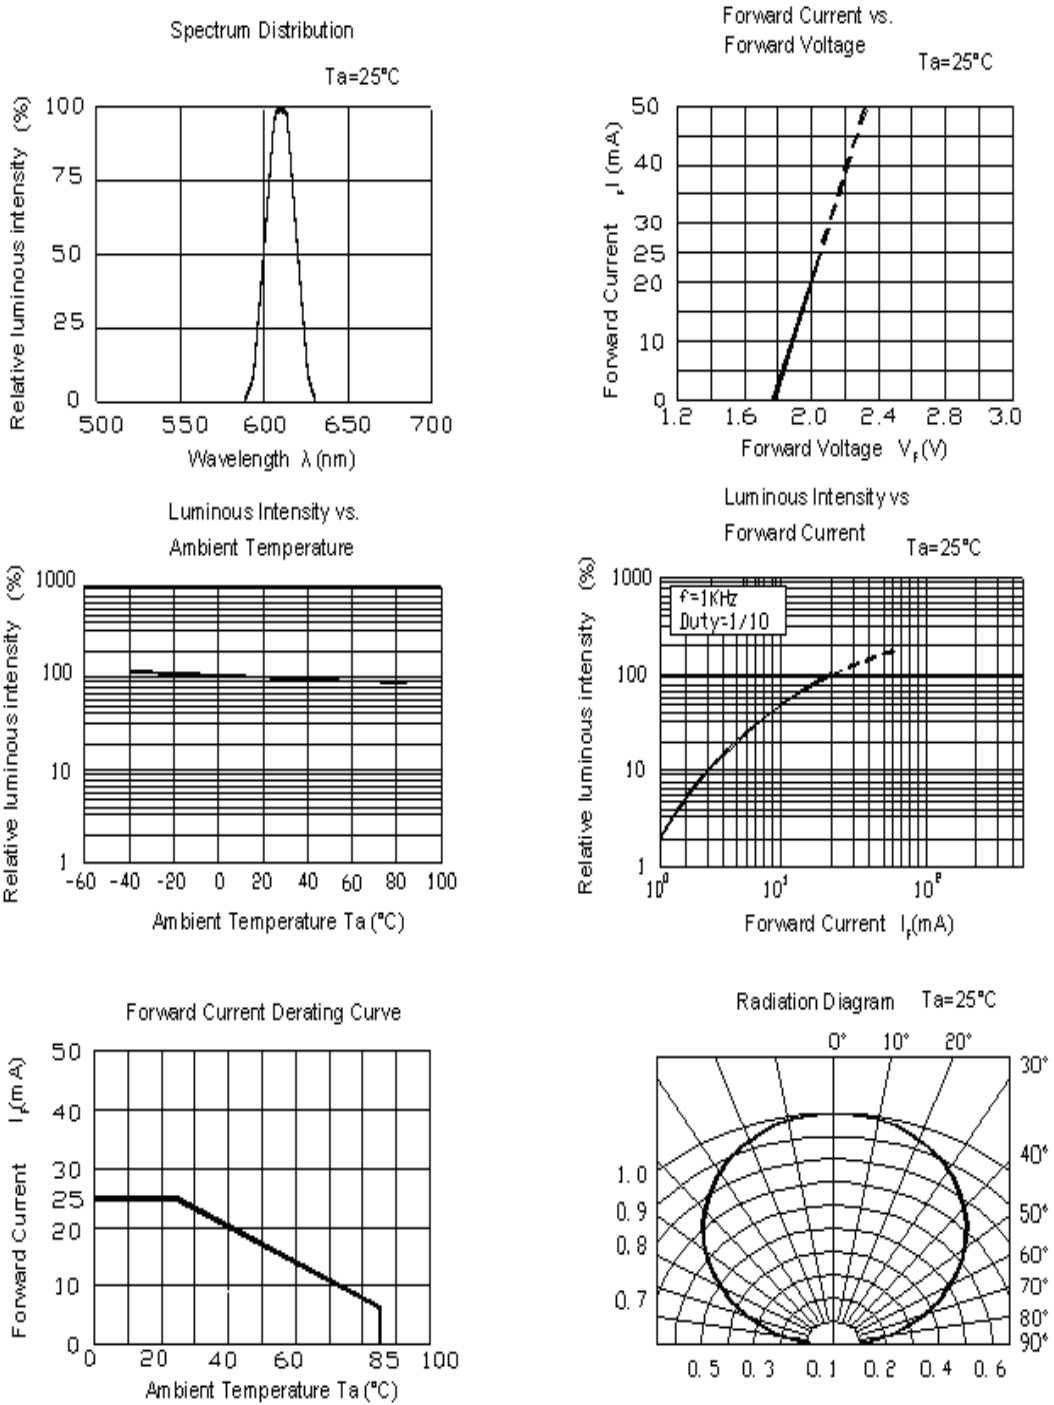 Spectrum Distribution
Ta=25°C
Relative luminous intensity (%)
100
75
50
25
0
500 550 600 650 700
Wavelength λ (nm)
Forward Current vs.
Forward Voltage
Ta=25°C
Forward Current FI (mA)
50
40
30
25
20
10
0
1.2 1.6 2.0 2.4 2.8 3.0
Forward Voltage VF(V)
Luminous Intensity vs.
Ambient Temperature
Relative luminous intensity (%)
1000
100
10
1
-60 -40 -20 0 20 40 60 80 100
Ambient Temperature Ta (°C)
Luminous Intensity vs
Forward Current
Ta=25°C
Relative luminous intensity (%)
1000
f=1KHz
Duty=1/10
100
10
1
10⁰ 10¹ 10²
Forward Current IF(mA)
Forward Current Derating Curve
Forward Current IF(mA)
50
40
30
25
20
10
0
0 20 40 60 85 100
Ambient Temperature Ta (°C)
Radiation Diagram Ta=25°C
0° 10° 20°
30°
40°
50°
60°
70°
80°
90°
1.0
0.9
0.8
0.7
0.5 0.3 0.1 0.2 0.4 0.6